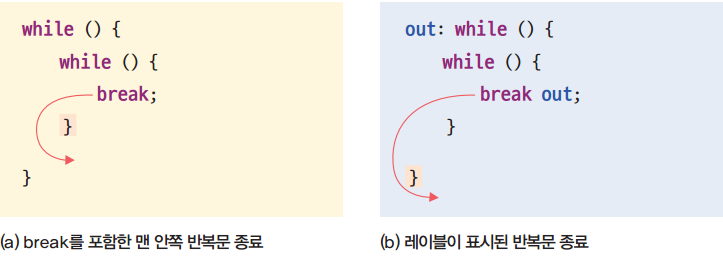 while () {
while () {
break;
}
}
(a) break를 포함한 맨 안쪽 반복문 종료
out: while () {
while () {
break out;
}
}
(b) 레이블이 표시된 반복문 종료